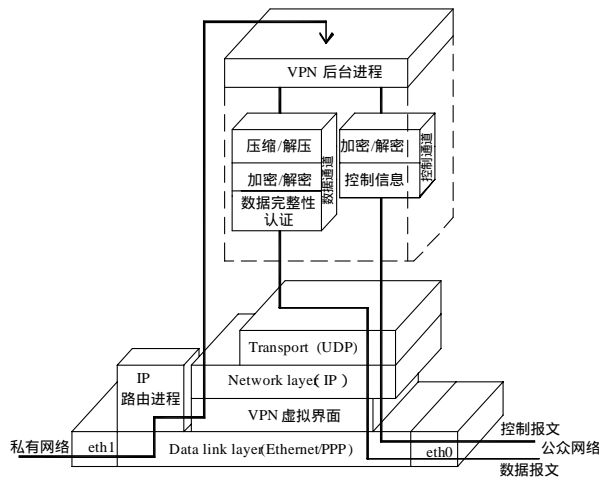 VPN 后台进程
压缩/解压
加密/解密
数据完整性
认证
数据通道
加密/解密
控制信息
控制通道
Transport (UDP)
IP
路由进程
Network layer( IP )
VPN 虚拟界面
控制报文
私有网络
eth1
Data link layer(Ethernet/PPP)
eth0
公众网络
数据报文